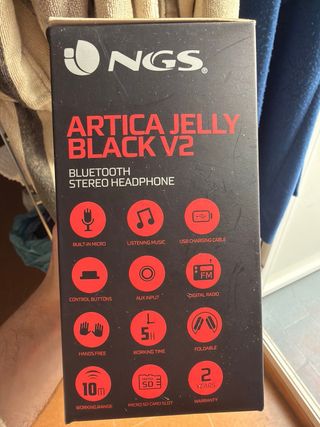 NGS®
ARTICA JELLY
BLACK V2
BLUETOOTH
STEREO HEADPHONE
BUILT-IN MICRO
LISTENING MUSIC
USB CHARGING CABLE
CONTROL BUTTONS
AUX INPUT
FM
DIGITAL RADIO
HANDS FREE
5H
WORKING TIME
FOLDABLE
10m
WORKING RANGE
MICRO SD
MICRO SD CARD SLOT
2
YEARS
WARRANTY